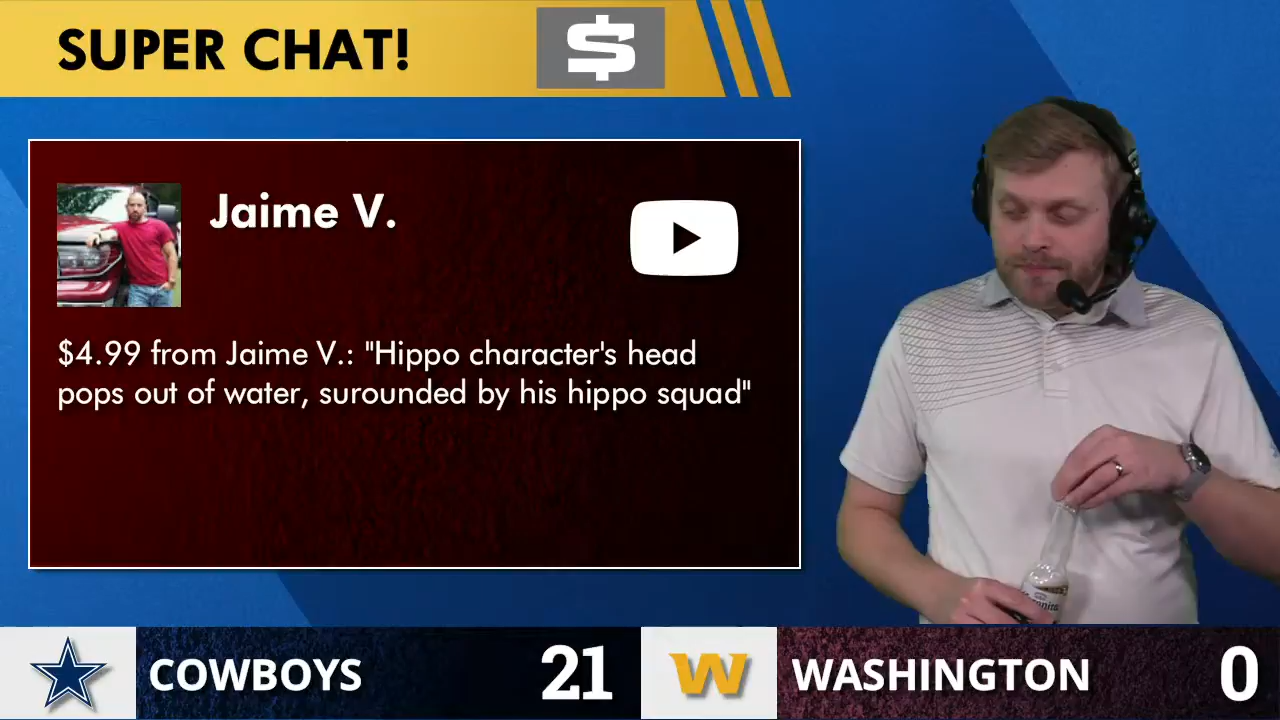 SUPER CHAT!
$
Jaime V.
$4.99 from Jaime V.: "Hippo character's head
pops out of water, surounded by his hippo squad"
COWBOYS 21 W WASHINGTON 0